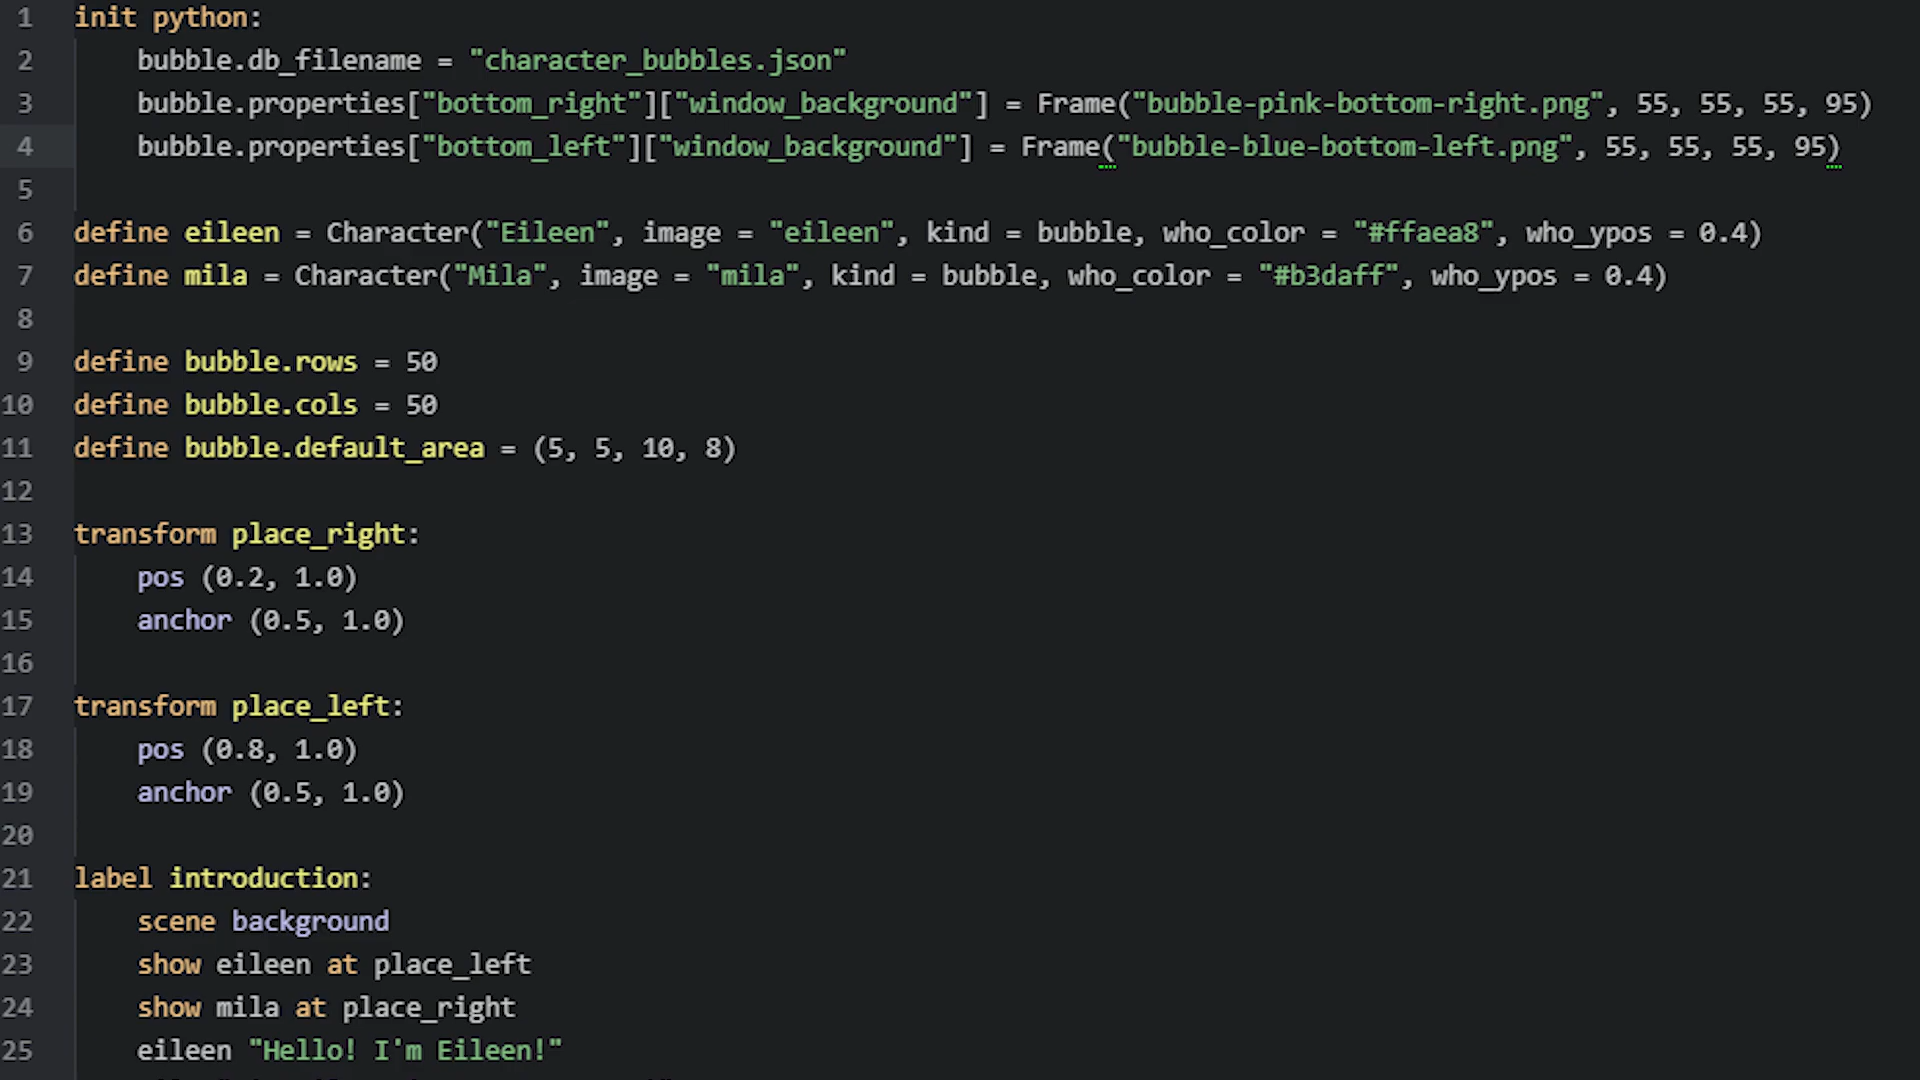 1 init python:
2 bubble.db_filename = "character_bubbles.json"
3 bubble.properties["bottom_right"]["window_background"] = Frame("bubble-pink-bottom-right.png", 55, 55, 55, 95)
4 bubble.properties["bottom_left"]["window_background"] = Frame("bubble-blue-bottom-left.png", 55, 55, 55, 95)
5
6 define eileen = Character("Eileen", image = "eileen", kind = bubble, who_color = "#ffaea8", who_ypos = 0.4)
7 define mila = Character("Mila", image = "mila", kind = bubble, who_color = "#b3daff", who_ypos = 0.4)
8
9 define bubble.rows = 50
10 define bubble.cols = 50
11 define bubble.default_area = (5, 5, 10, 8)
12
13 transform place_right:
14 pos (0.2, 1.0)
15 anchor (0.5, 1.0)
16
17 transform place_left:
18 pos (0.8, 1.0)
19 anchor (0.5, 1.0)
20
21 label introduction:
22 scene background
23 show eileen at place_left
24 show mila at place_right
25 eileen "Hello! I'm Eileen!"